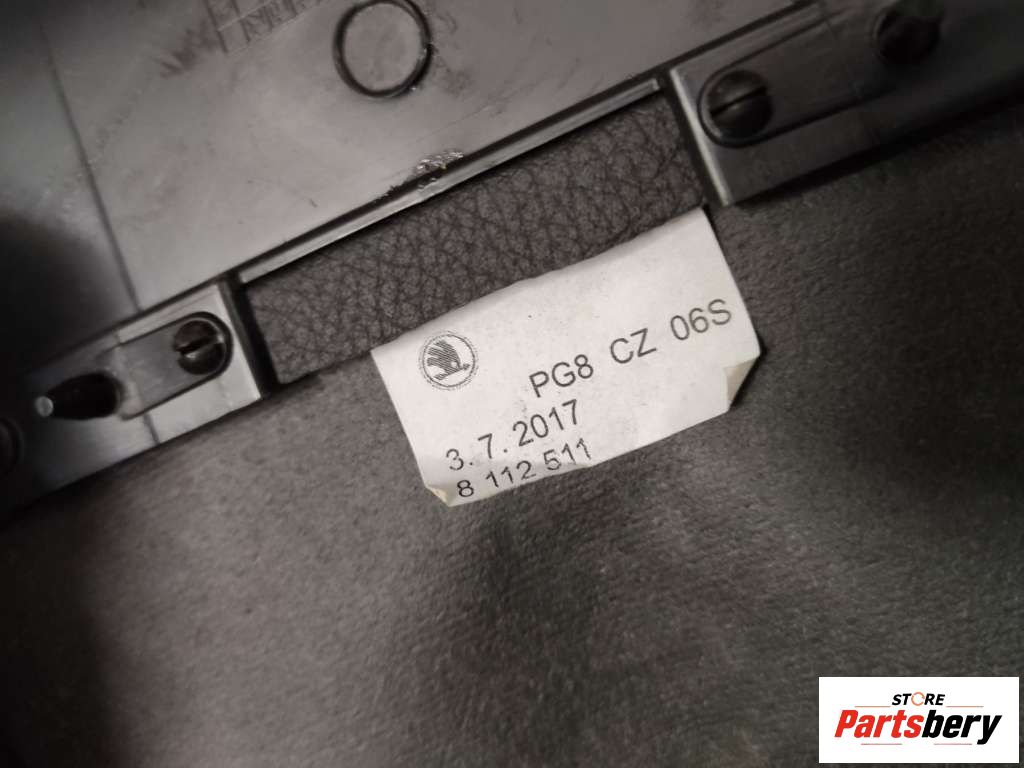 PG8 CZ 06S
3.7.2017
8 112 511
STORE
Partsbery